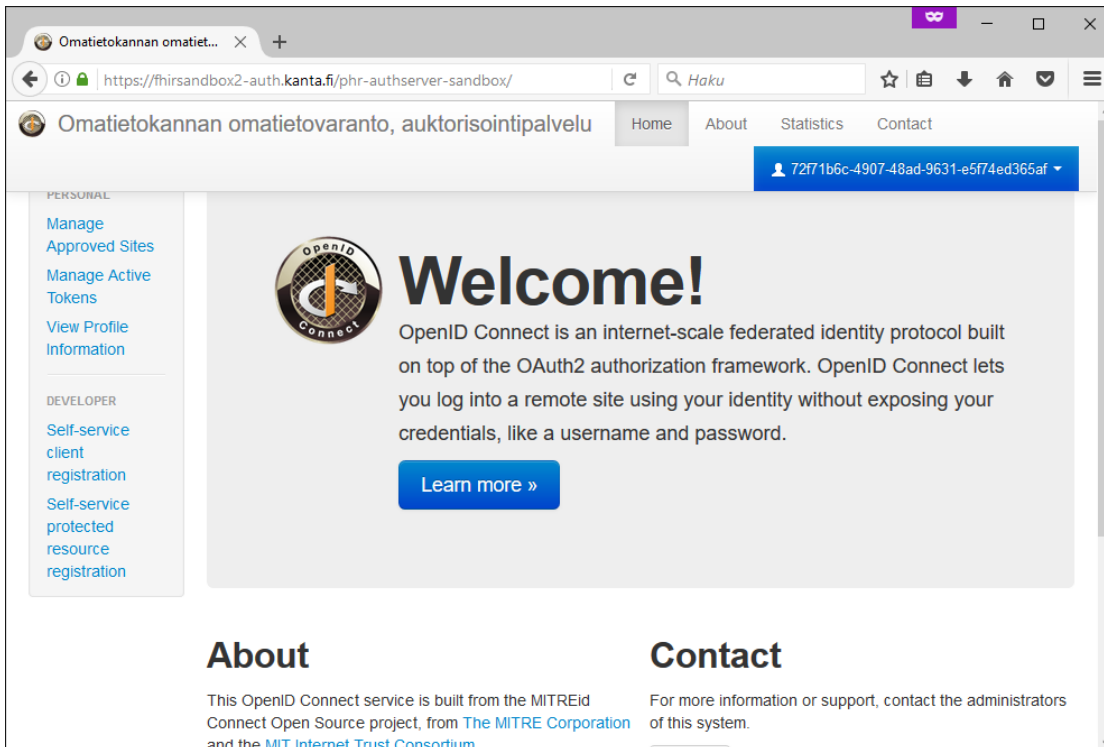 Omatietokannan omatiet...
https://fhirsandbox2-auth.kanta.fi/phr-authserver-sandbox/
Haku
Omatietokannan omatietovaranto, auktorisointipalvelu
Home
About
Statistics
Contact
72f71b6c-4907-48ad-9631-e5f74ed365af
PERSONAL
Manage
Approved Sites
Manage Active
Tokens
View Profile
Information
DEVELOPER
Self-service
client
registration
Self-service
protected
resource
registration
OpenID
Connect
Welcome!
OpenID Connect is an internet-scale federated identity protocol built
on top of the OAuth2 authorization framework. OpenID Connect lets
you log into a remote site using your identity without exposing your
credentials, like a username and password.
Learn more »
About
This OpenID Connect service is built from the MITREid
Connect Open Source project, from The MITRE Corporation
and the MIT Internet Trust Consortium.
Contact
For more information or support, contact the administrators
of this system.